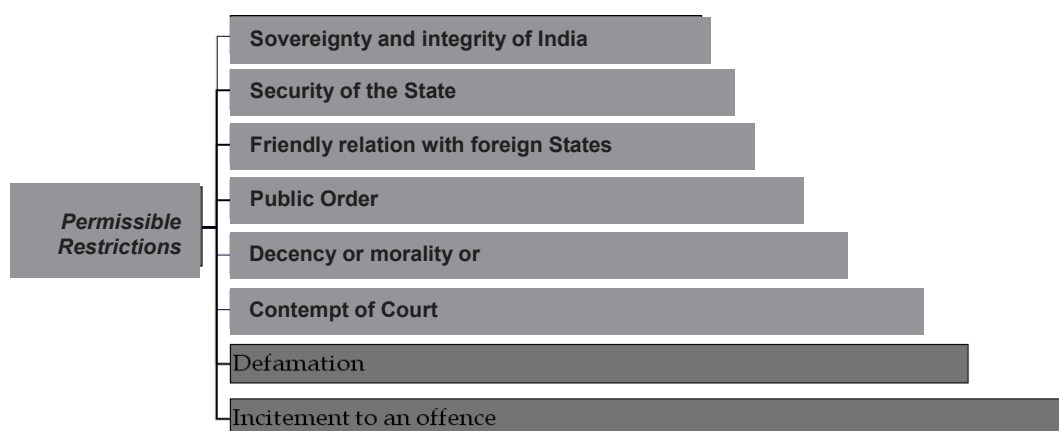 Permissible
Restrictions
Sovereignty and integrity of India
Security of the State
Friendly relation with foreign States
Public Order
Decency or morality or
Contempt of Court
Defamation
Incitement to an offence